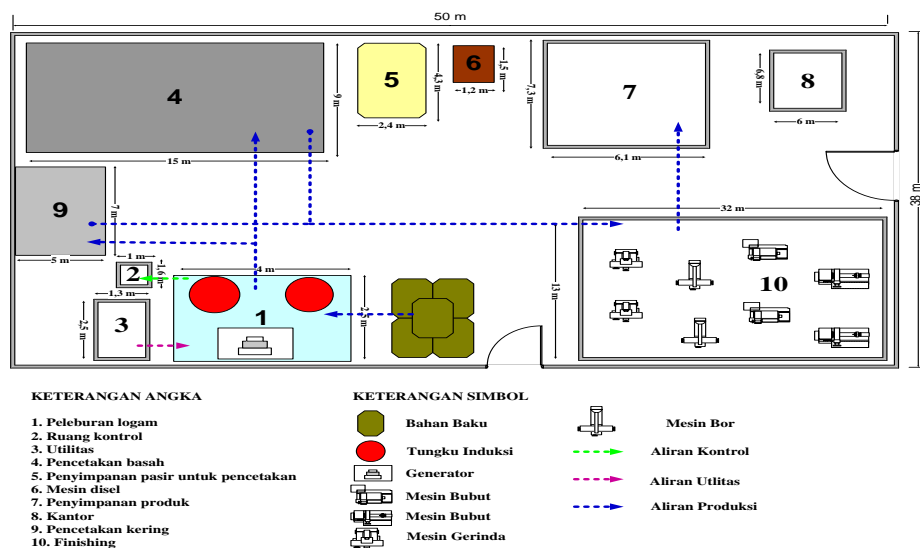 50 m
4
9 m
15 m
5
4,3 m
2,4 m
6
1,5 m
1,2 m
7
7,3 m
6,1 m
8
6,8 m
6 m
38 m
9
7 m
5 m
32 m
13 m
10
2
1 m
1,6 m
1,3 m
3
2,5 m
4 m
1
2,5 m
KETERANGAN ANGKA
1. Peleburan logam
2. Ruang kontrol
3. Utilitas
4. Pencetakan basah
5. Penyimpanan pasir untuk pencetakan
6. Mesin disel
7. Penyimpanan produk
8. Kantor
9. Pencetakan kering
10. Finishing
KETERANGAN SIMBOL
Bahan Baku
Tungku Induksi
Generator
Mesin Bubut
Mesin Bubut
Mesin Gerinda
Mesin Bor
Aliran Kontrol
Aliran Utlitas
Aliran Produksi